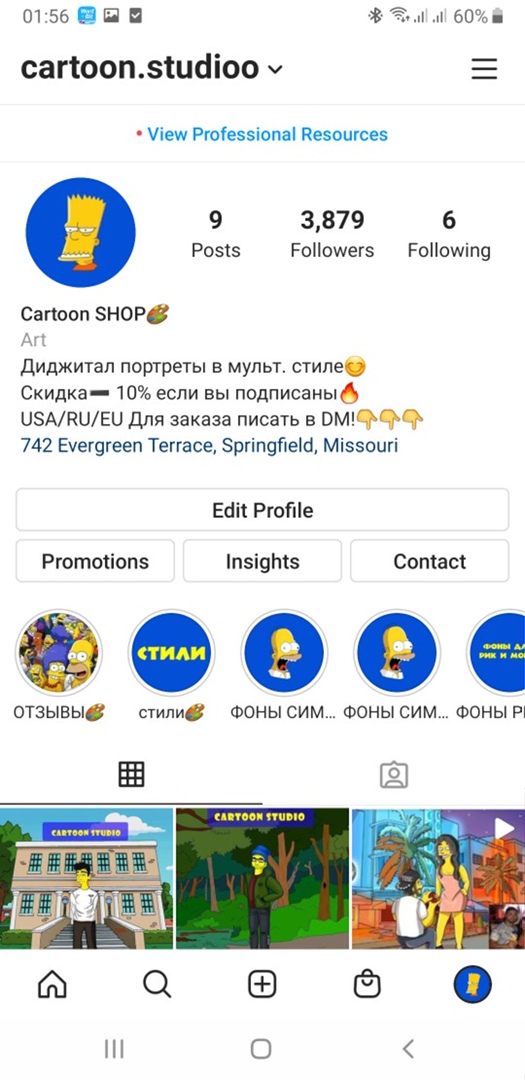 01:56
60%
cartoon.studioo
• View Professional Resources
9
Posts
3,879
Followers
6
Following
Cartoon SHOP🎨
Art
Диджитал портреты в мульт. стиле😊
Скидка➖ 10% если вы подписаны🔥
USA/RU/EU Для заказа писать в DM!👇👇👇
742 Evergreen Terrace, Springfield, Missouri
Edit Profile
Promotions
Insights
Contact
СТИЛИ
ФОНЫ ДЛ
РИК И МО
ОТЗЫВЫ🎨
стили🎨
ФОНЫ СИМ...
ФОНЫ СИМ...
ФОНЫ РИ
CARTOON STUDIO
CARTOON STUDIO